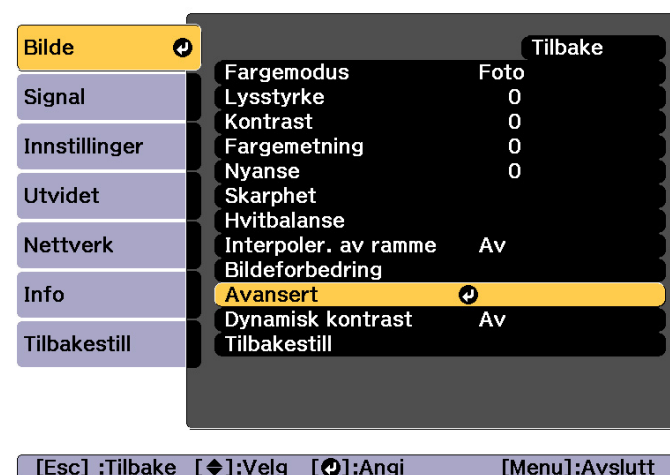 Bilde
Signal
Innstillinger
Utvidet
Nettverk
Info
Tilbakestill
Tilbake
Fargemodus Foto
Lysstyrke 0
Kontrast 0
Fargemetning 0
Nyanse 0
Skarphet
Hvitbalanse
Interpoler. av ramme Av
Bildeforbedring
Avansert
Dynamisk kontrast Av
Tilbakestill
[Esc] :Tilbake [◆]:Velg [↵]:Angi [Menu]:Avslutt